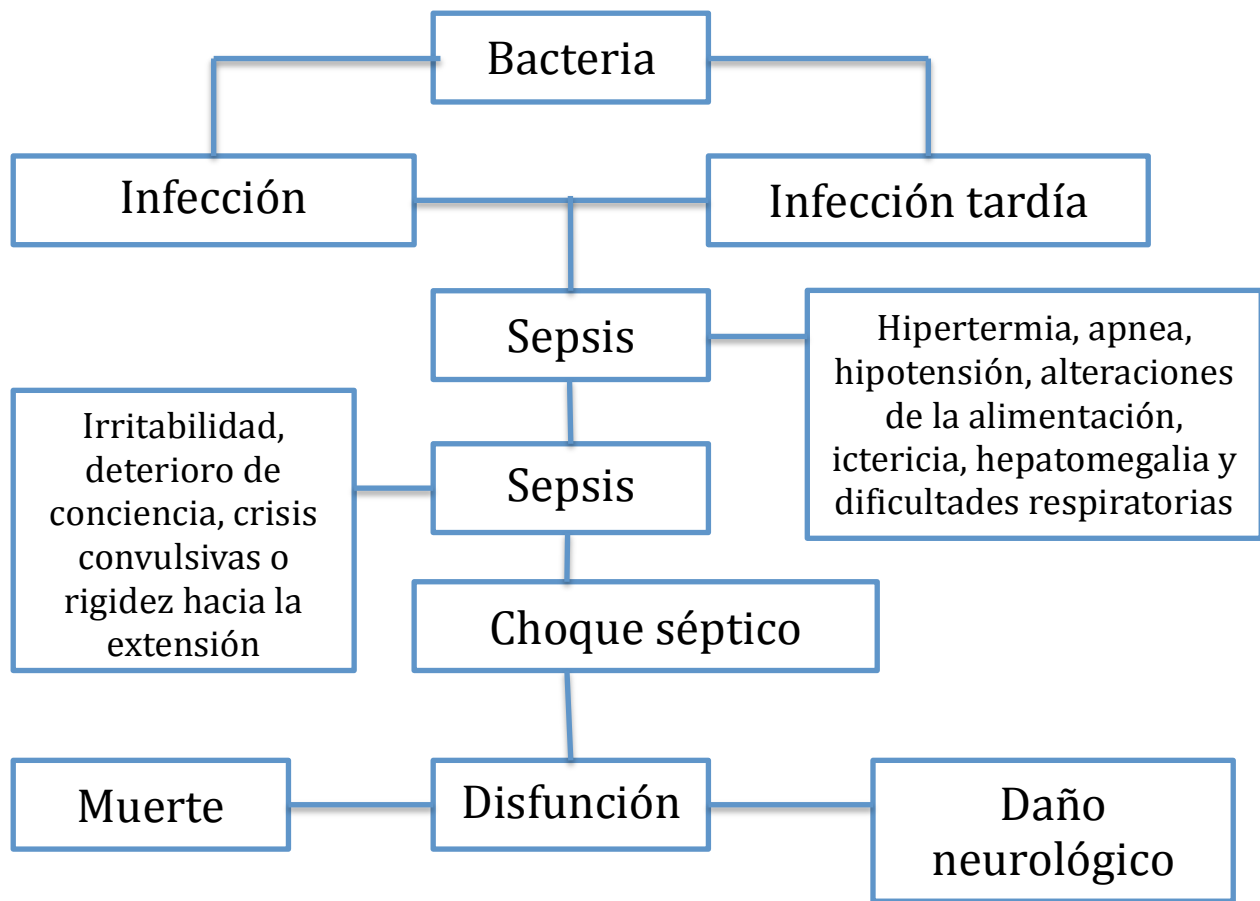 Bacteria
Infección
Infección tardía
Sepsis
Hipertermia, apnea,
hipotensión, alteraciones
de la alimentación,
ictericia, hepatomegalia y
dificultades respiratorias
Irritabilidad,
deterioro de
conciencia, crisis
convulsivas o
rigidez hacia la
extensión
Sepsis
Choque séptico
Muerte
Disfunción
Daño
neurológico